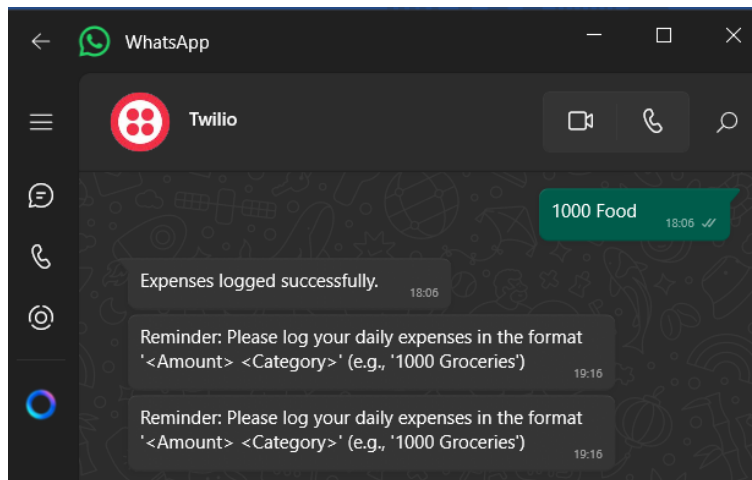 WhatsApp
Twilio
1000 Food
18:06
Expenses logged successfully.
18:06
Reminder: Please log your daily expenses in the format
'<Amount> <Category>' (e.g., '1000 Groceries')
19:16
Reminder: Please log your daily expenses in the format
'<Amount> <Category>' (e.g., '1000 Groceries')
19:16